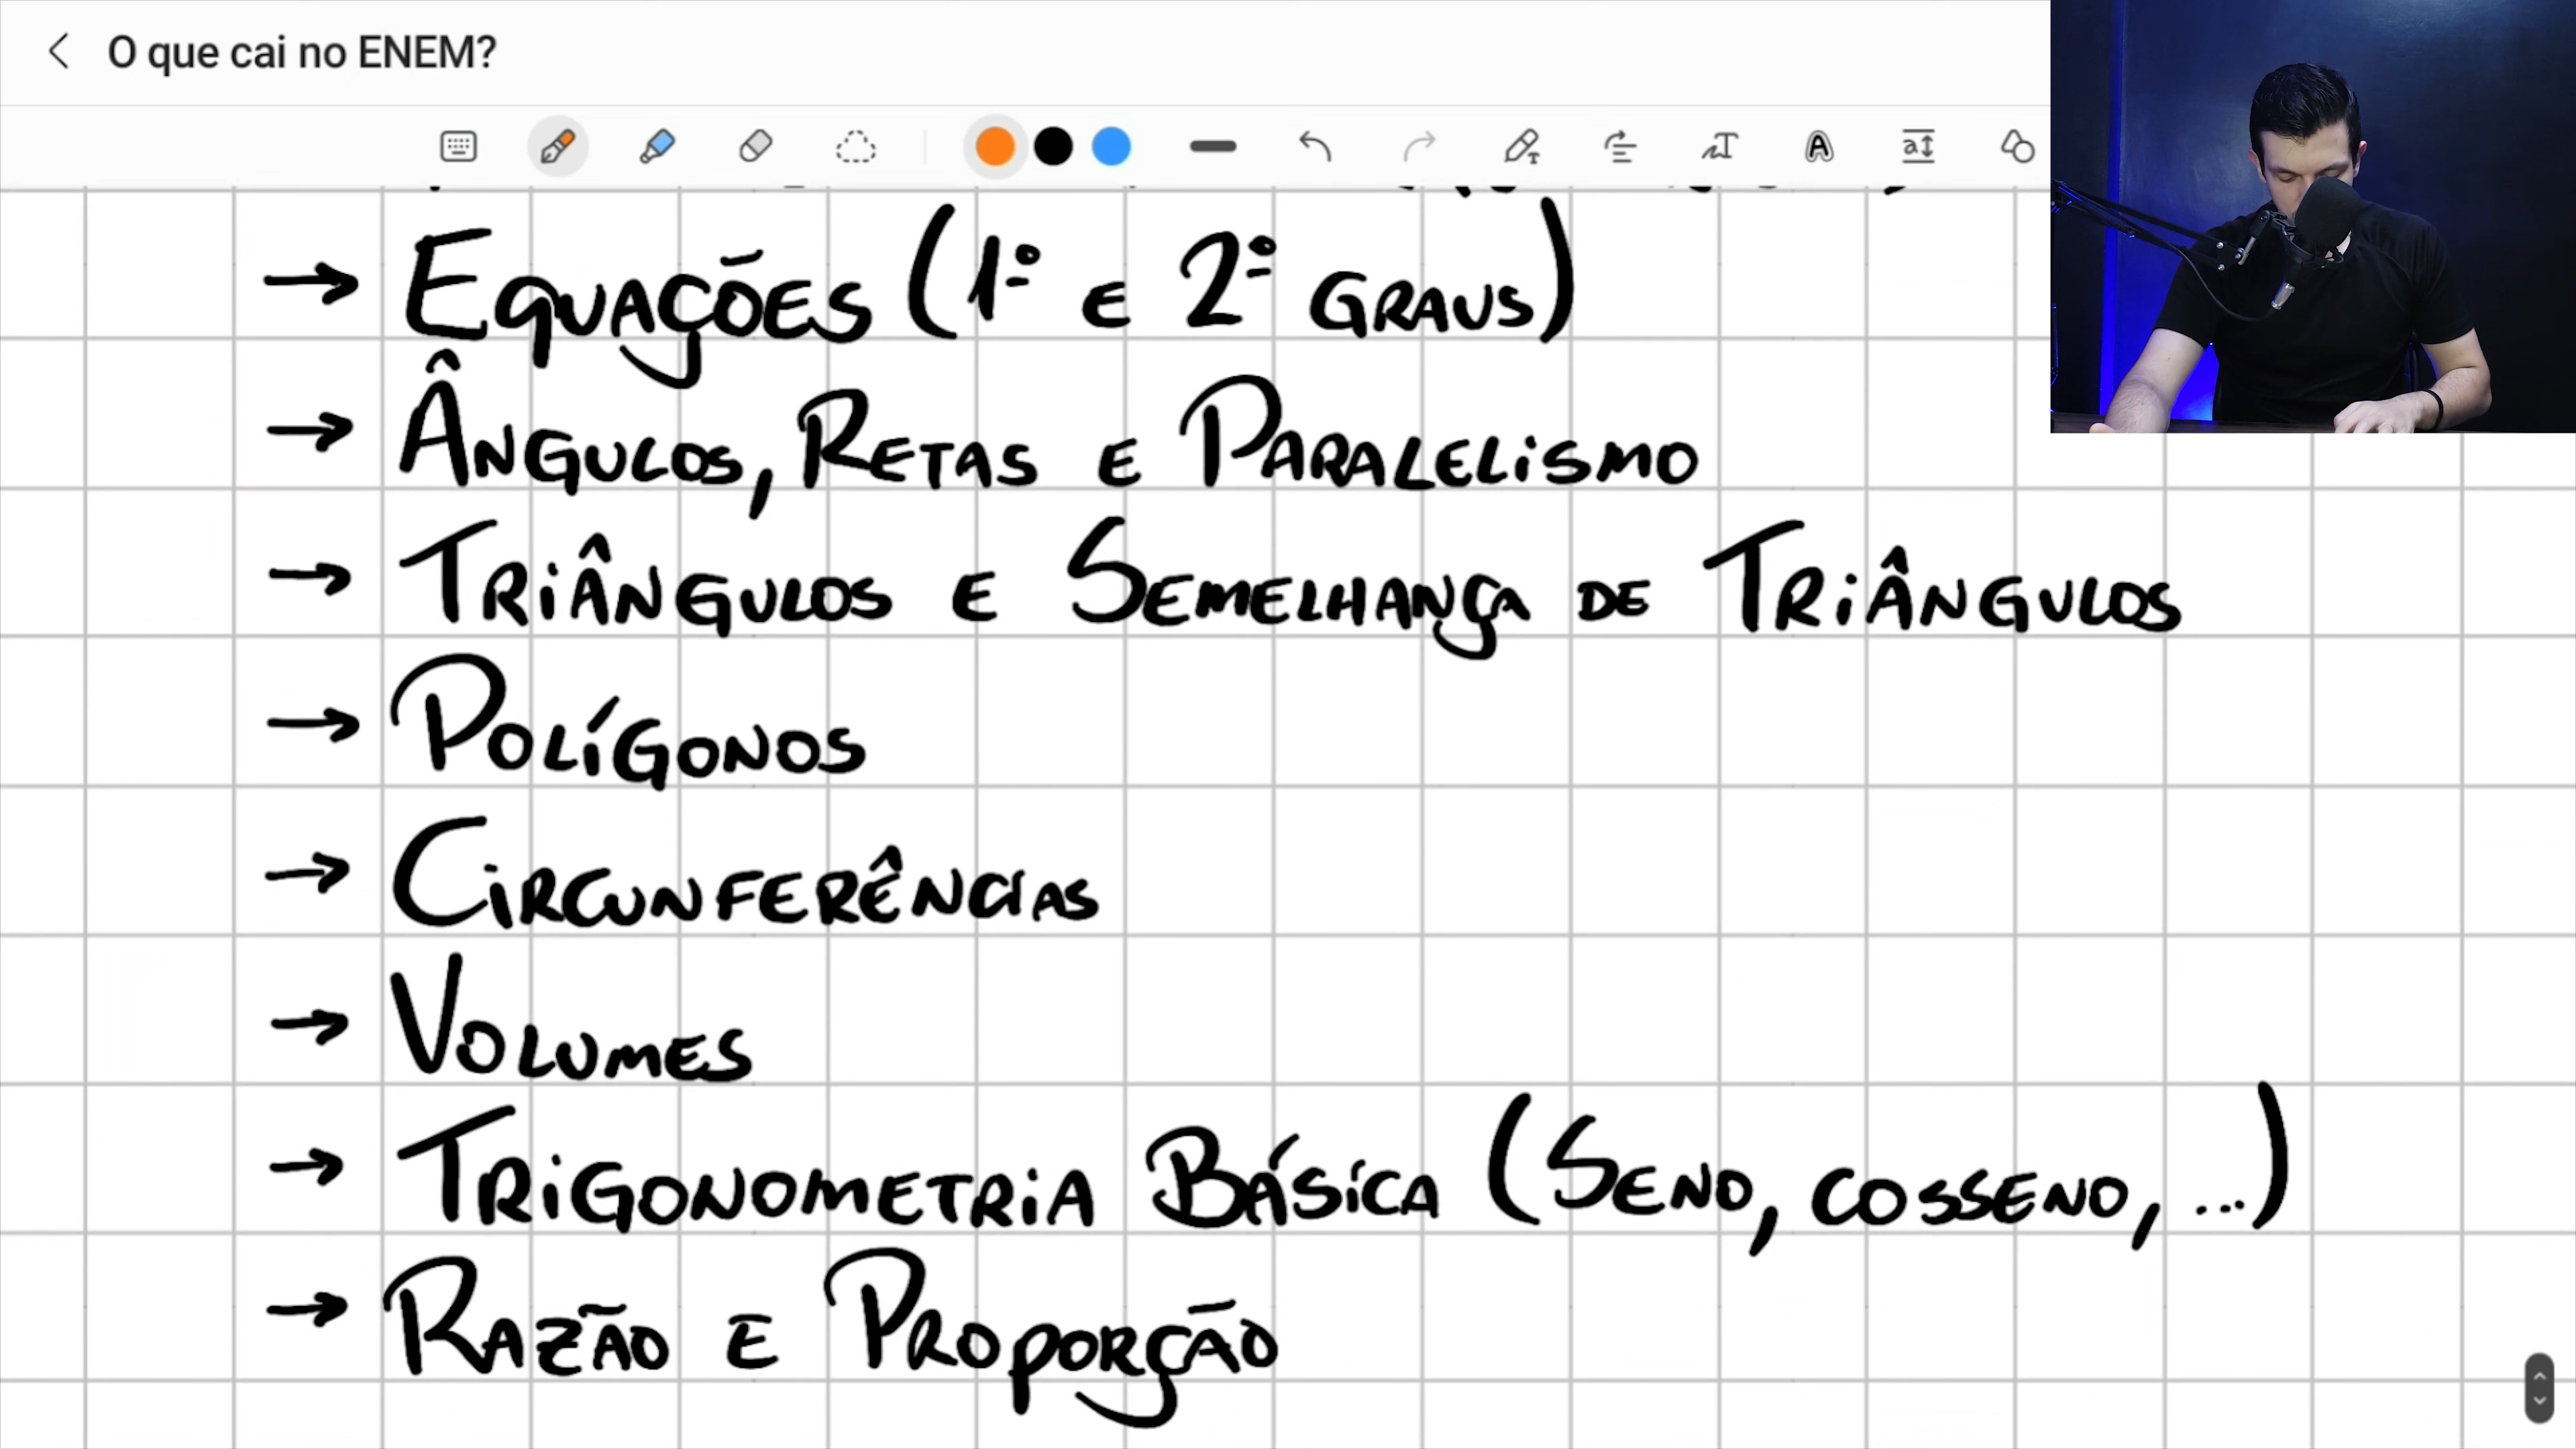 O que cai no ENEM?
→ Equações (1º e 2º graus)
→ Ângulos, Retas e Paralelismo
→ Triângulos e Semelhança de Triângulos
→ Polígonos
→ Circunferências
→ Volumes
→ Trigonometria Básica (Seno, cosseno, ...)
→ Razão e Proporção